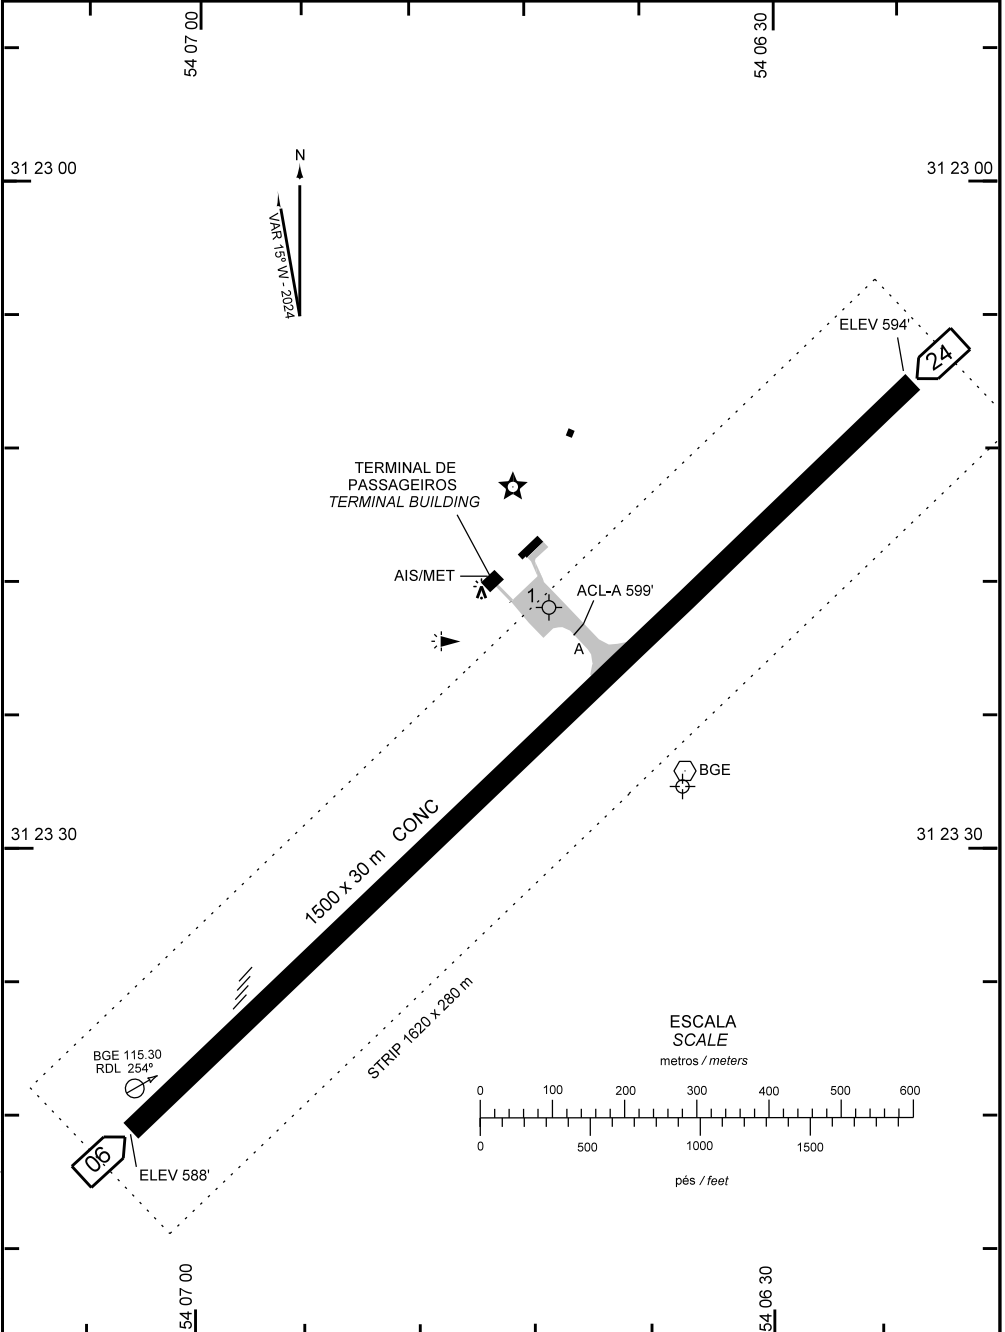 54 07 00
54 06 30
31 23 00
31 23 00
N
VAR 15º W - 2024
ELEV 594'
24
TERMINAL DE
PASSAGEIROS
TERMINAL BUILDING
AIS/MET
1
ACL-A 599'
A
BGE
31 23 30
31 23 30
1500 x 30 m CONC
STRIP 1620 x 280 m
BGE 115.30
RDL 254º
06
ELEV 588'
ESCALA
SCALE
metros / meters
0 100 200 300 400 500 600
0 500 1000 1500
pés / feet
54 07 00
54 06 30